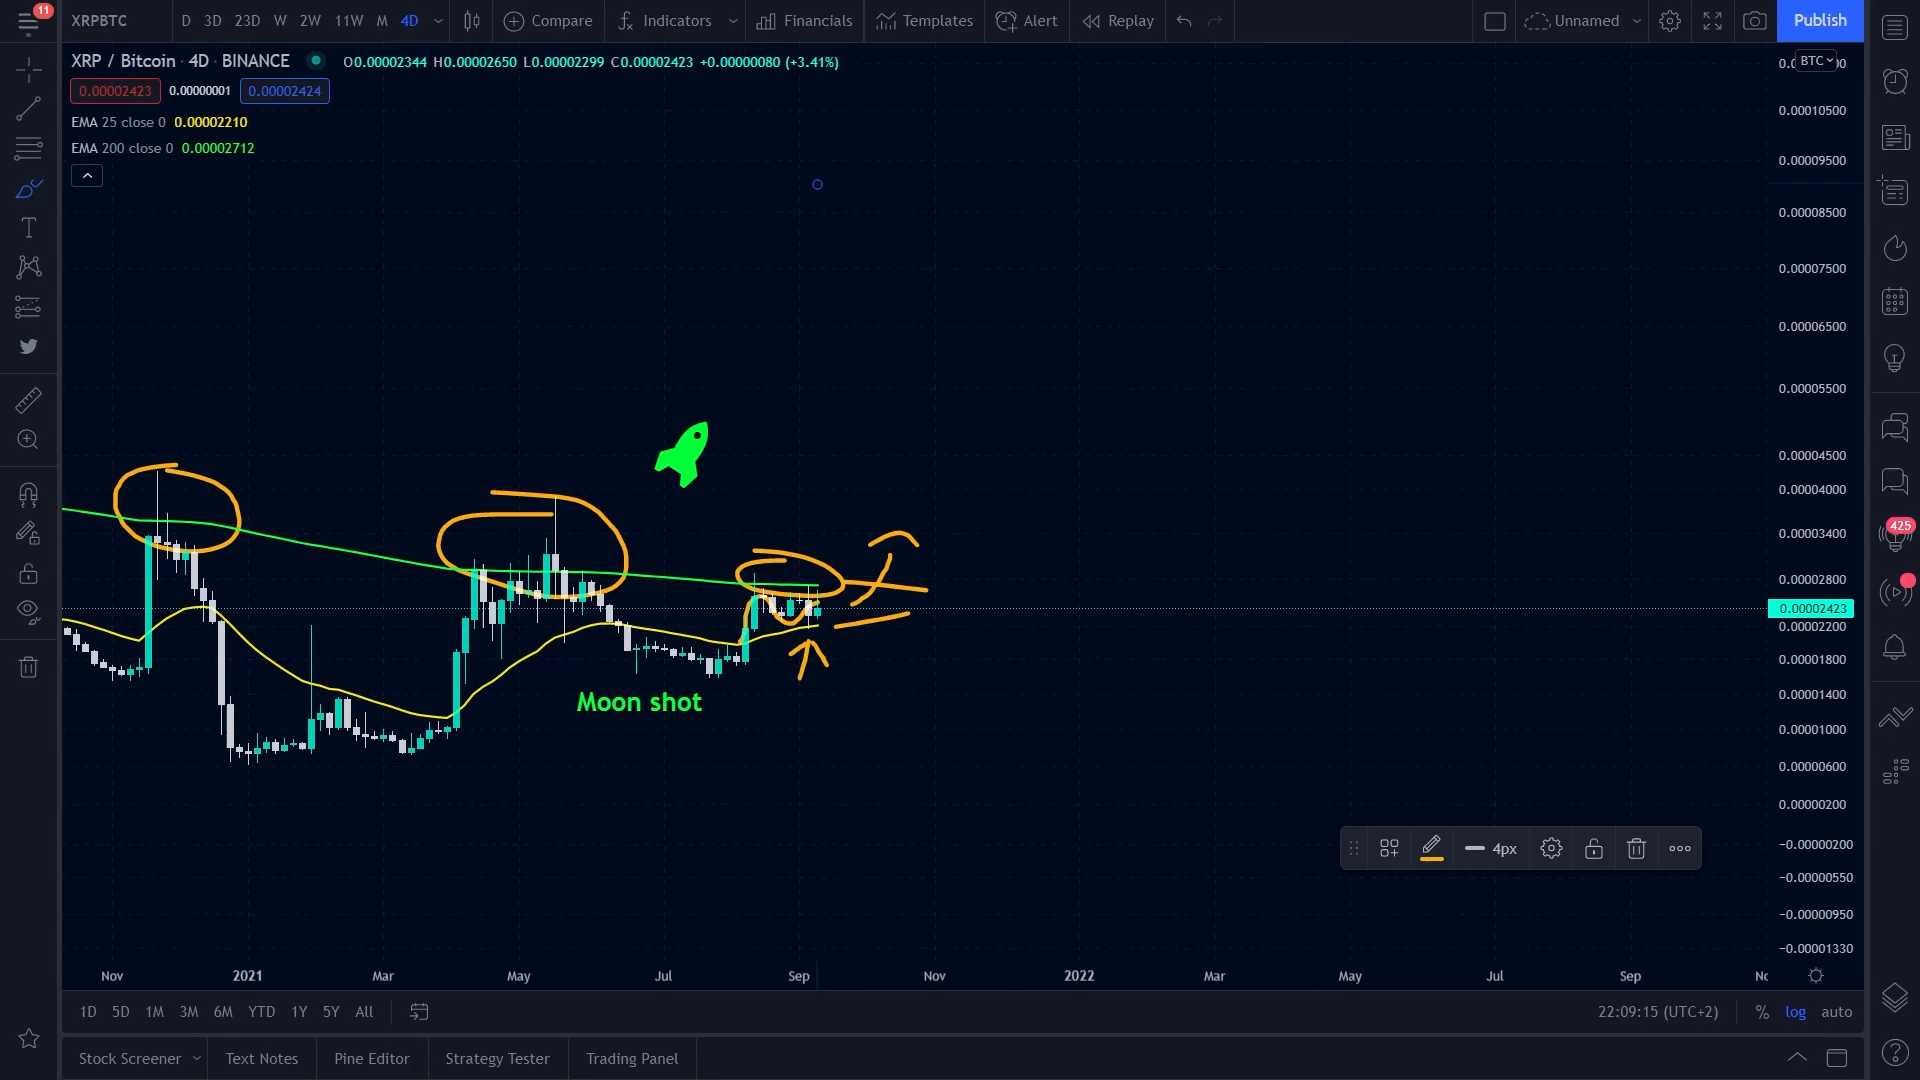 11
XRPBTC D 3D 23D W 2W 11W M 4D Compare Indicators Financials Templates Alert Replay Unnamed Publish
XRP / Bitcoin · 4D · BINANCE O0.00002344 H0.00002650 L0.00002299 C0.00002423 +0.00000080 (+3.41%)
BTC
0.00002423 0.00000001 0.00002424
EMA 25 close 0 0.00002210
EMA 200 close 0 0.00002712
0.00010500
0.00009500
0.00008500
0.00007500
0.00006500
0.00005500
0.00004500
0.00004000
0.00003400
425
0.00002800
0.00002423
0.00002200
0.00001800
Moon shot
0.00001400
0.00001000
0.00000600
0.00000200
−0.00000200
4px
−0.00000550
−0.00000950
−0.00001330
Nov 2021 Mar May Jul Sep Nov 2022 Mar May Jul Sep
1D 5D 1M 3M 6M YTD 1Y 5Y All 22:09:15 (UTC+2) % log auto
Stock Screener Text Notes Pine Editor Strategy Tester Trading Panel